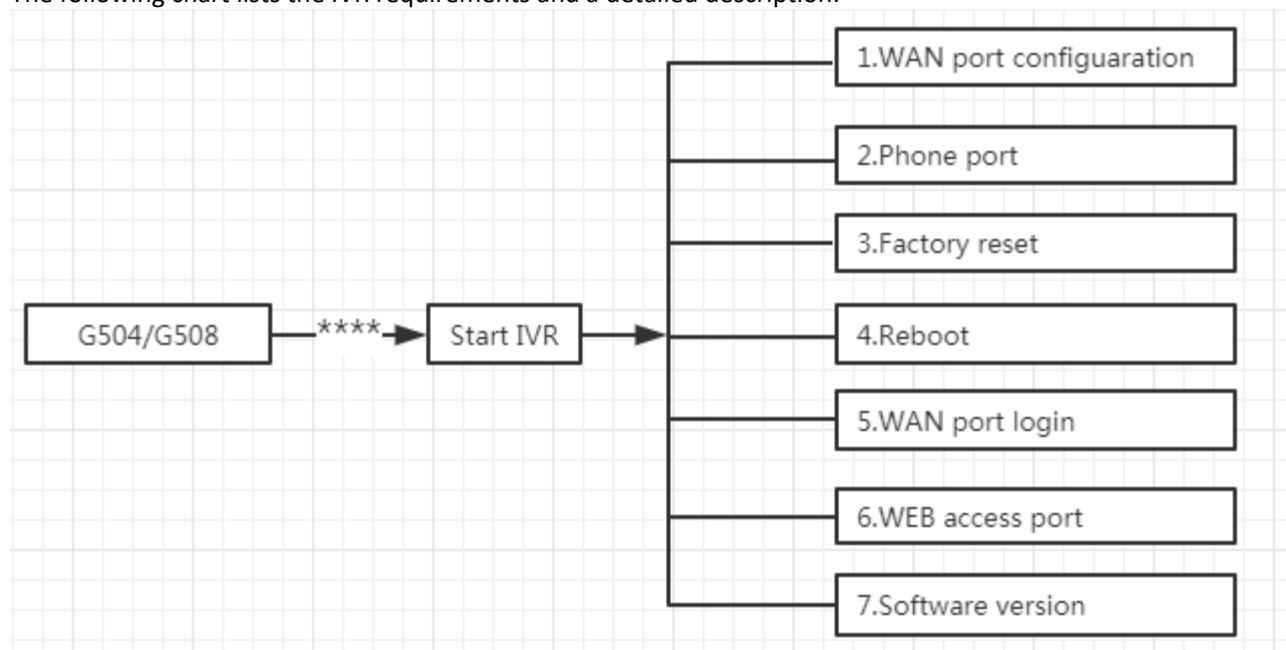 The following chart lists the IVR requirements and a detailed description.
1.WAN port configuaration
2.Phone port
3.Factory reset
G504/G508
****
Start IVR
4.Reboot
5.WAN port login
6.WEB access port
7.Software version